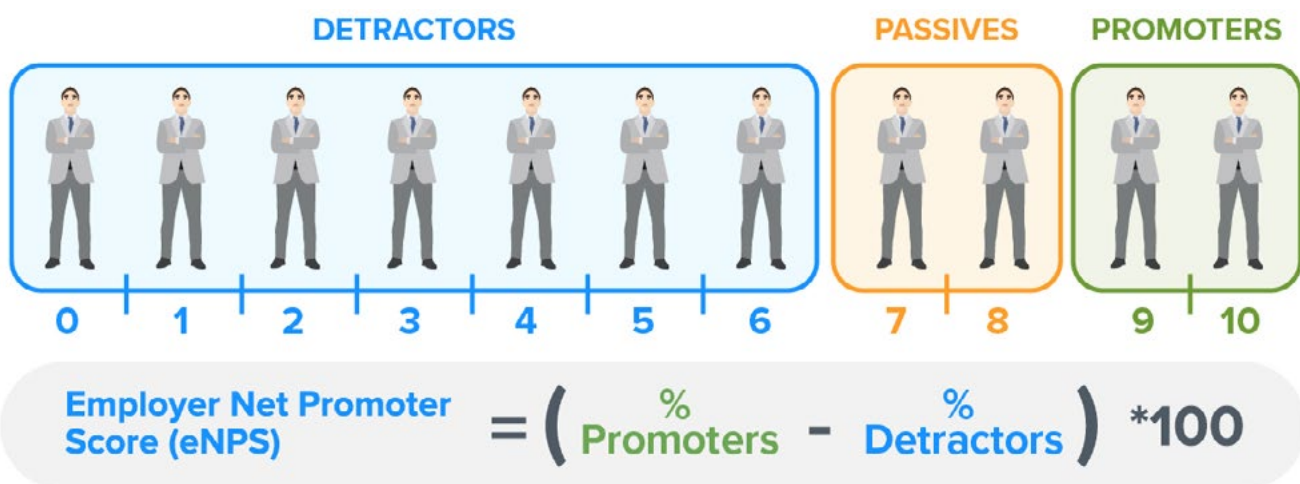 DETRACTORS PASSIVES PROMOTERS
0 1 2 3 4 5 6 7 8 9 10
Employer Net Promoter
Score (eNPS)
= ( % Promoters - % Detractors ) *100